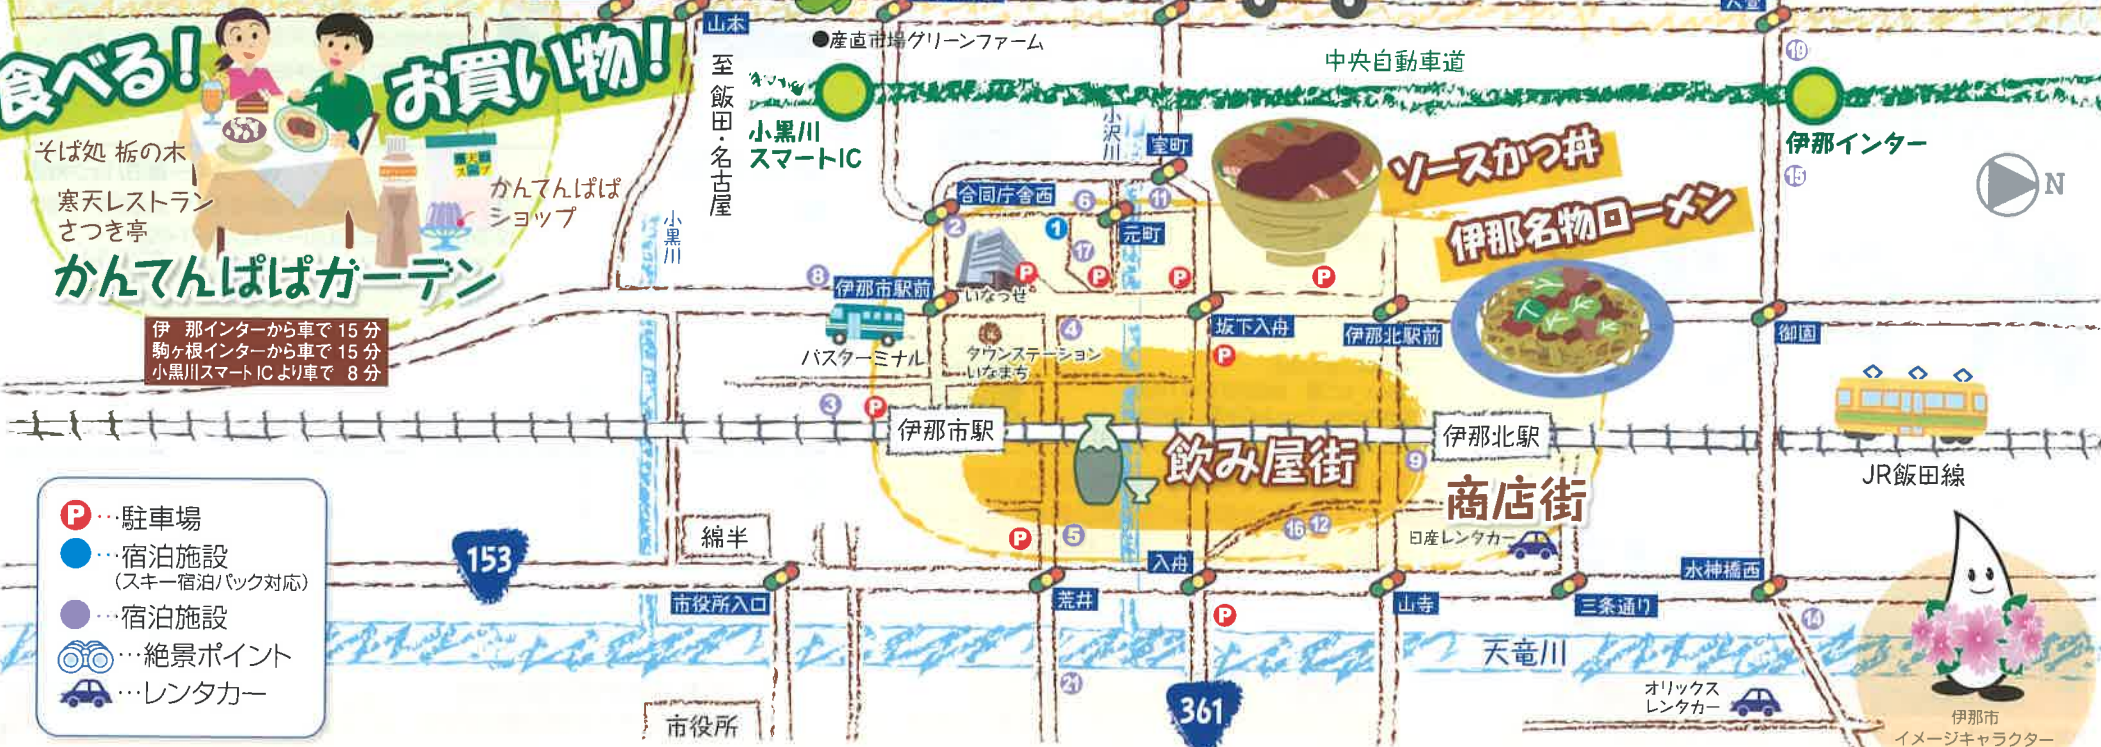 食べる!
お買い物!
そば処 栃の木
寒天レストラン
さつき亭
かんてんぱぱ
ショップ
かんてんぱぱガーデン
伊 那インターから車で 15 分
駒ヶ根インターから車で 15 分
小黒川スマートICより車で 8 分
山本
至 飯田・名古屋
小黒川
●産直市場グリーンファーム
小黒川
スマートIC
中央自動車道
小沢川
室町
19
伊那インター
15
N
ソースかつ丼
伊那名物ローメン
合同庁舎西
6
11
2
1
17
元町
P
P
P
P
いなっせ
8
伊那市駅前
バスターミナル
タウンステーション
いなまち
4
坂下入舟
P
伊那北駅前
御園
3
P
伊那市駅
飲み屋街
伊那北駅
9
商店街
JR飯田線
P…駐車場
…宿泊施設
(スキー宿泊パック対応)
…宿泊施設
…絶景ポイント
…レンタカー
153
綿半
P
5
16
12
日産レンタカー
入舟
水神橋西
市役所入口
荒井
山寺
三条通り
P
14
天竜川
21
361
市役所
オリックス
レンタカー
伊那市
イメージキャラクター